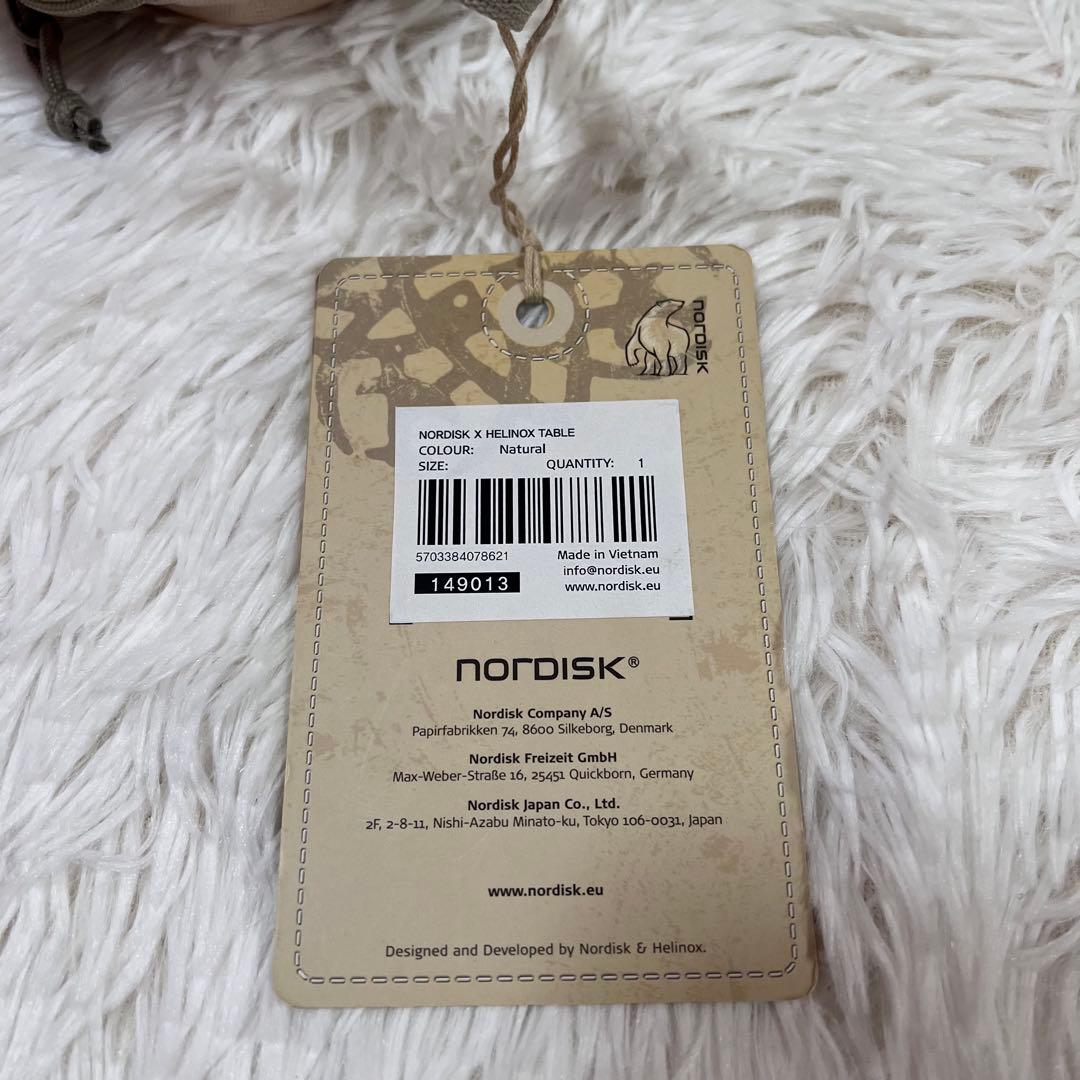 nordisk
NORDISK X HELINOX TABLE
COLOUR: Natural
SIZE: QUANTITY: 1
5703384078621 Made in Vietnam
info@nordisk.eu
149013 www.nordisk.eu
nordisk®
Nordisk Company A/S
Papirfabrikken 74, 8600 Silkeborg, Denmark
Nordisk Freizeit GmbH
Max-Weber-Straße 16, 25451 Quickborn, Germany
Nordisk Japan Co., Ltd.
2F, 2-8-11, Nishi-Azabu Minato-ku, Tokyo 106-0031, Japan
www.nordisk.eu
Designed and Developed by Nordisk & Helinox.